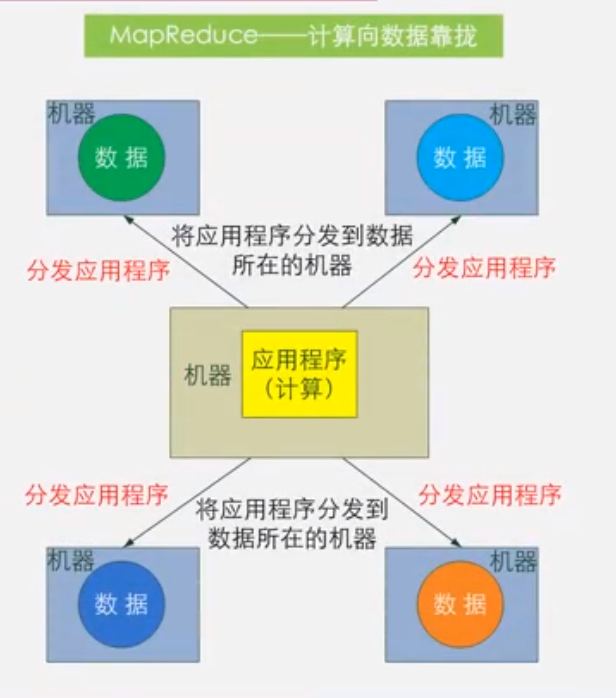 MapReduce——计算向数据靠拢
机器
数据
机器
数据
将应用程序分发到数据
所在的机器
分发应用程序
分发应用程序
机器
应用程序
（计算）
分发应用程序
分发应用程序
将应用程序分发到
数据所在的机器
机器
数据
机器
数据